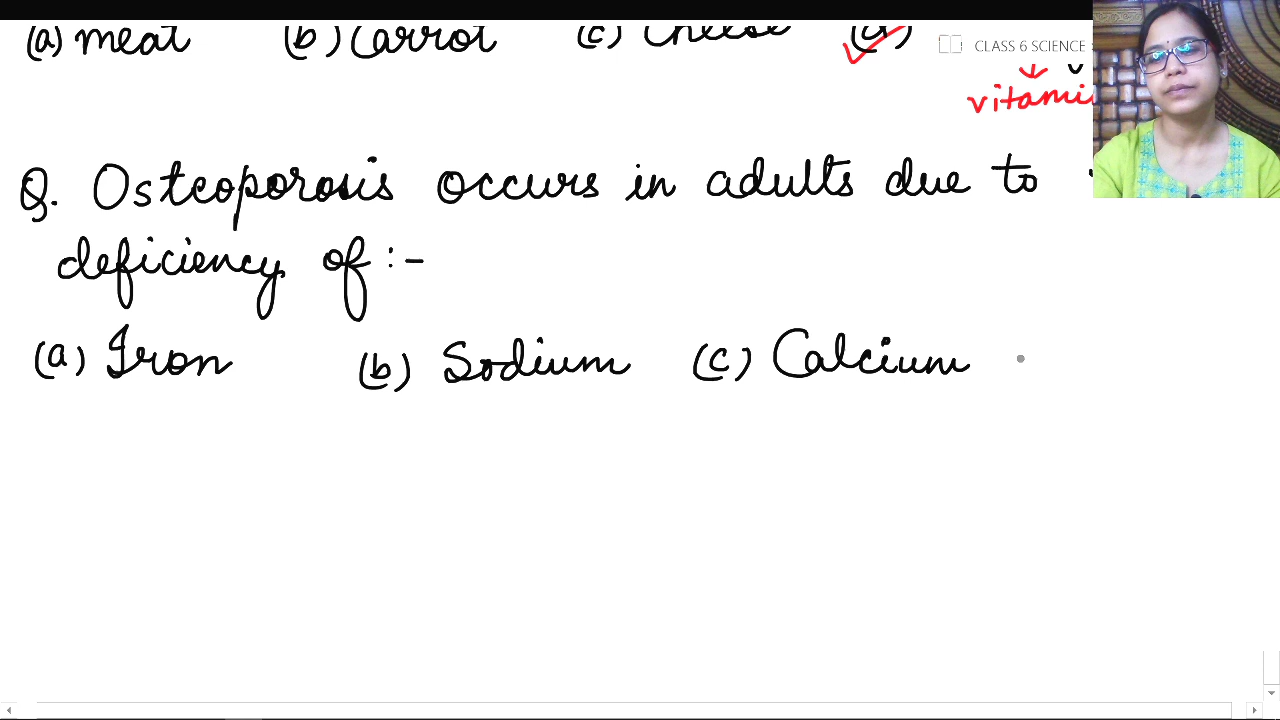 (a) meat (b) Carrot (c) Cheese (d)
CLASS 6 SCIENCE
Q. Osteoporosis occurs in adults due to
deficiency of :-
(a) Iron (b) Sodium (c) Calcium